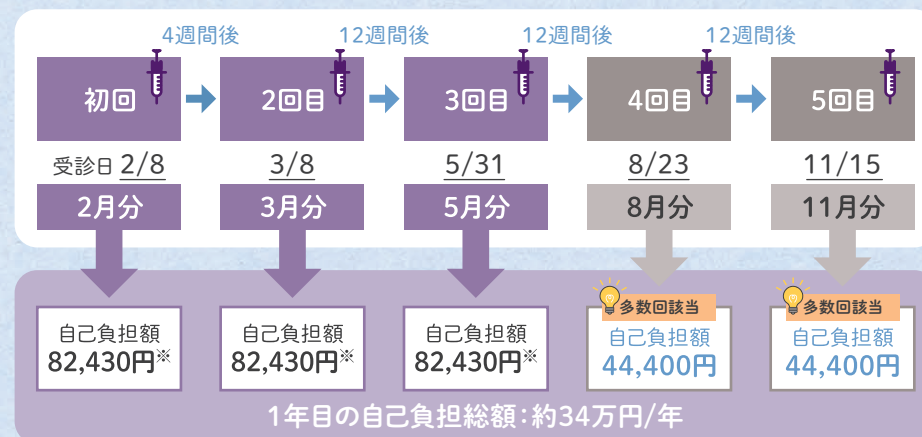 4週間後 12週間後 12週間後 12週間後
初回 2回目 3回目 4回目 5回目
受診日 2/8 3/8 5/31 8/23 11/15
2月分 3月分 5月分 8月分 11月分
多数回該当 多数回該当
自己負担額 自己負担額 自己負担額 自己負担額 自己負担額
82,430円※ 82,430円※ 82,430円※ 44,400円 44,400円
1年目の自己負担総額:約34万円/年